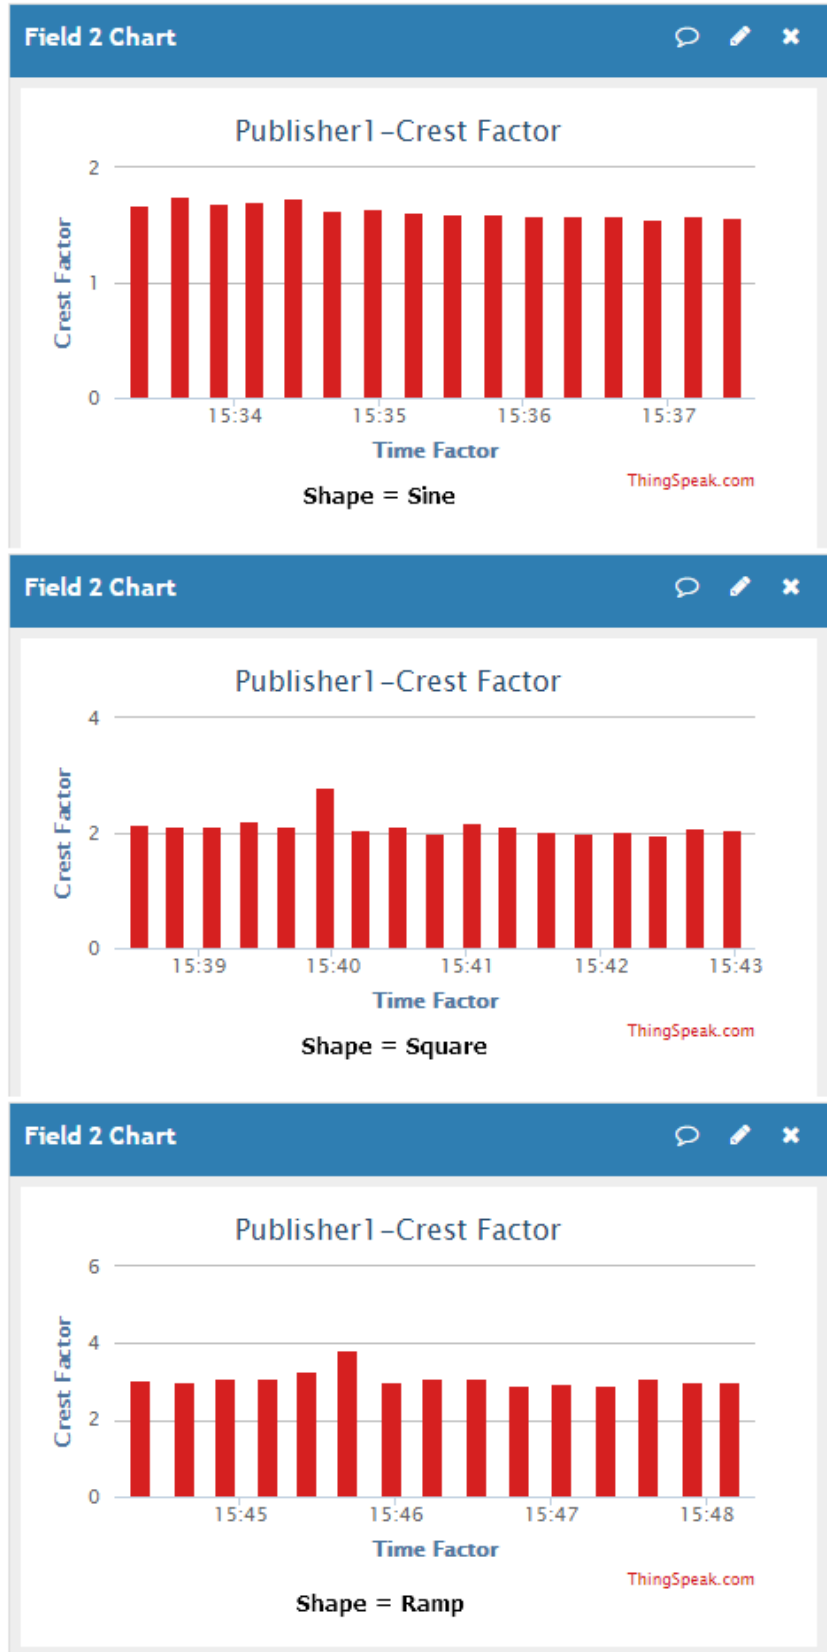 Field 2 Chart
Publisher1-Crest Factor
2
1
0
Crest Factor
15:34 15:35 15:36 15:37
Time Factor
ThingSpeak.com
Shape = Sine
Field 2 Chart
Publisher1-Crest Factor
4
2
0
Crest Factor
15:39 15:40 15:41 15:42 15:43
Time Factor
ThingSpeak.com
Shape = Square
Field 2 Chart
Publisher1-Crest Factor
6
4
2
0
Crest Factor
15:45 15:46 15:47 15:48
Time Factor
ThingSpeak.com
Shape = Ramp